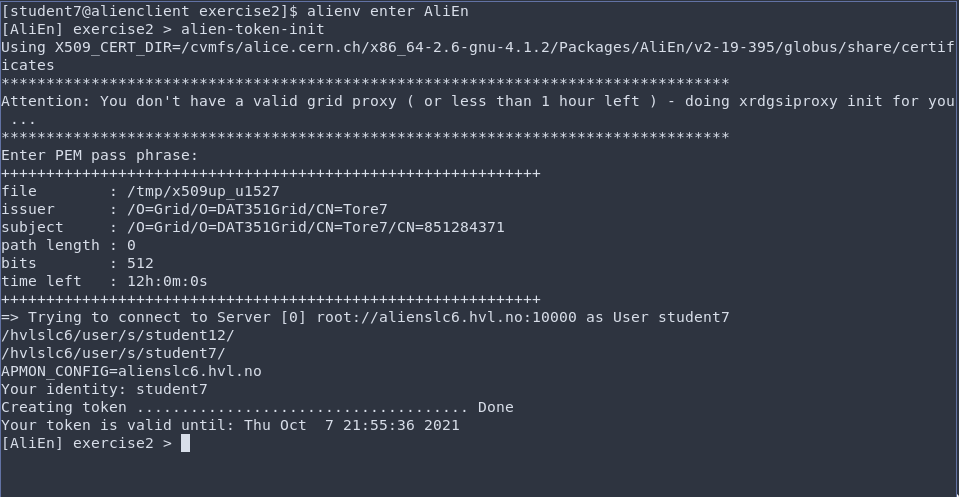 [student7@alienclient exercise2]$ alienv enter AliEn
[AliEn] exercise2 > alien-token-init
Using X509_CERT_DIR=/cvmfs/alice.cern.ch/x86_64-2.6-gnu-4.1.2/Packages/AliEn/v2-19-395/globus/share/certif
icates
*********************************************************************************
Attention: You don't have a valid grid proxy ( or less than 1 hour left ) - doing xrdgsiproxy init for you
 ...
*********************************************************************************
Enter PEM pass phrase:
++++++++++++++++++++++++++++++++++++++++++++++++++++++++++++
file        : /tmp/x509up_u1527
issuer      : /O=Grid/O=DAT351Grid/CN=Tore7
subject     : /O=Grid/O=DAT351Grid/CN=Tore7/CN=851284371
path length : 0
bits        : 512
time left   : 12h:0m:0s
++++++++++++++++++++++++++++++++++++++++++++++++++++++++++++
=> Trying to connect to Server [0] root://alienslc6.hvl.no:10000 as User student7
/hvlslc6/user/s/student12/
/hvlslc6/user/s/student7/
APMON_CONFIG=alienslc6.hvl.no
Your identity: student7
Creating token ..................................... Done
Your token is valid until: Thu Oct  7 21:55:36 2021
[AliEn] exercise2 >